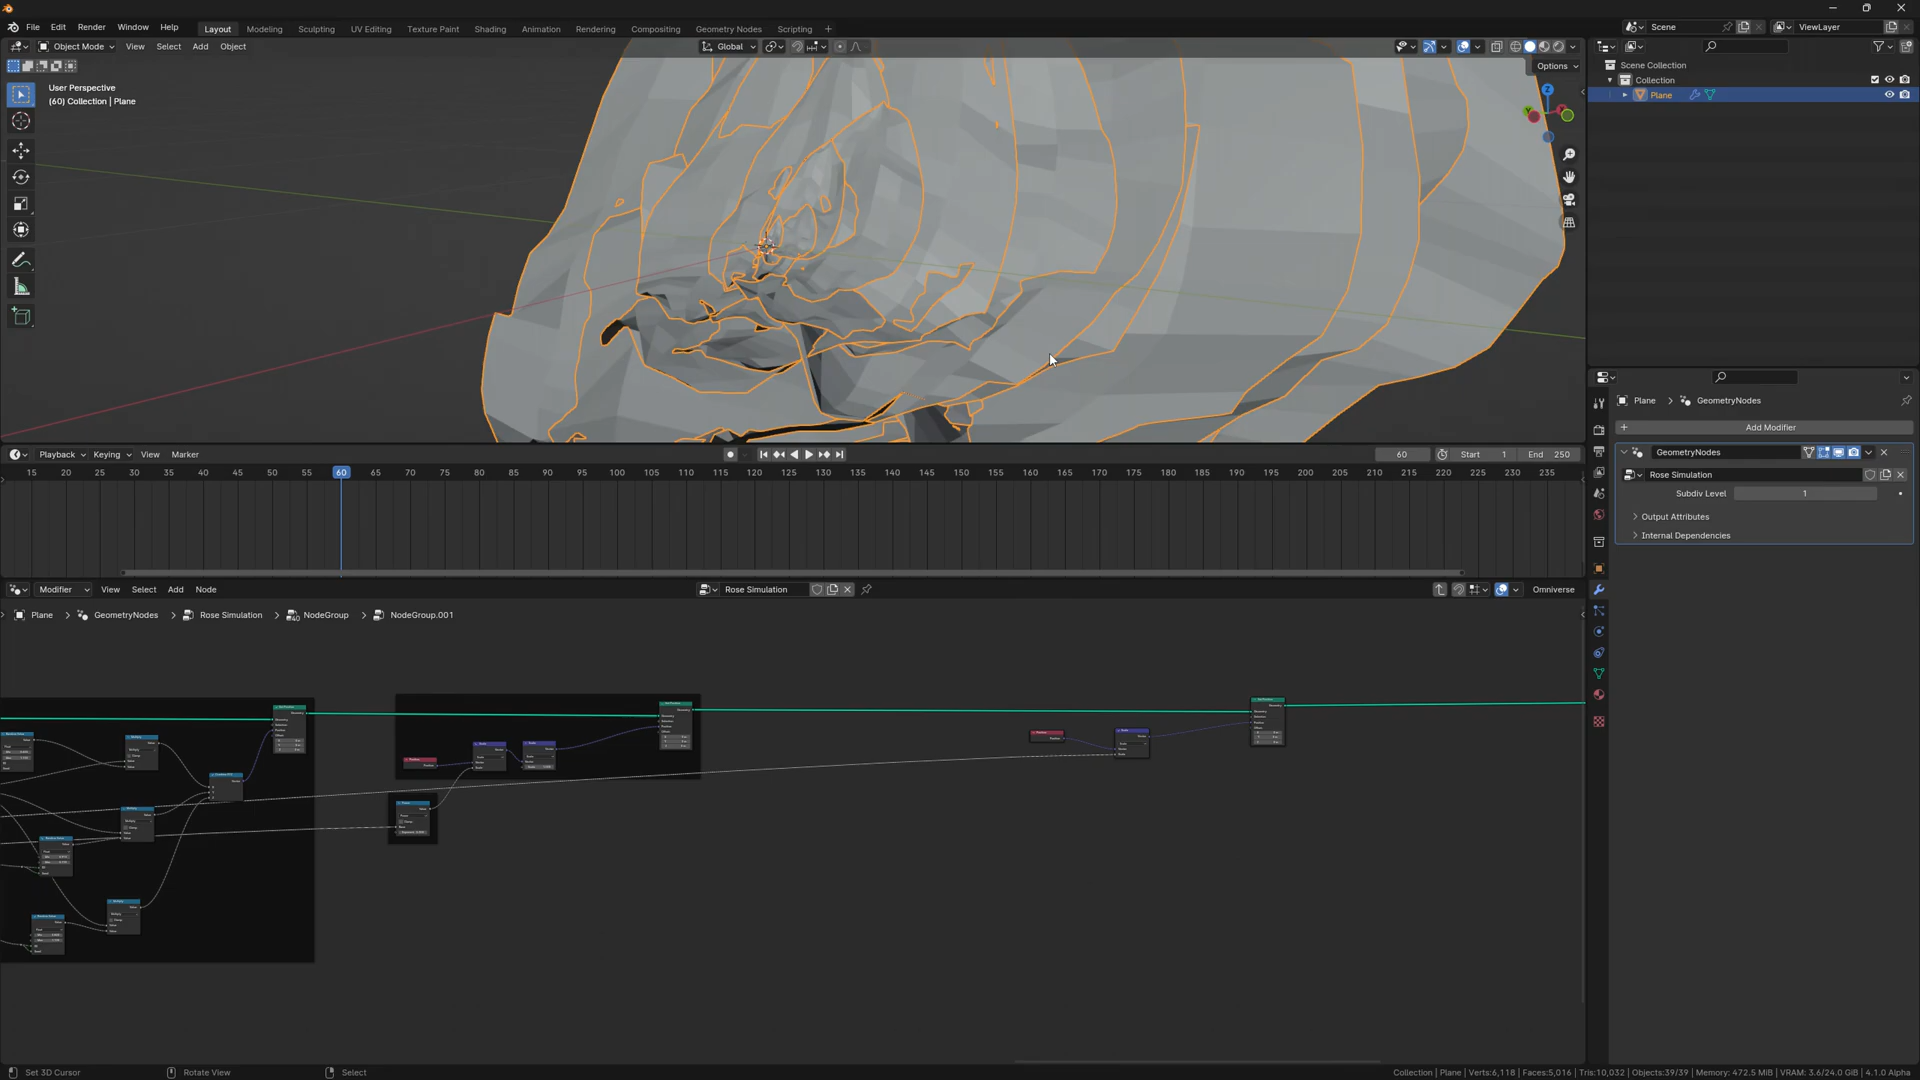 File Edit Render Window Help Layout Modeling Sculpting UV Editing Texture Paint Shading Animation Rendering Compositing Geometry Nodes Scripting + Scene ViewLayer
Object Mode View Select Add Object Global
Options
User Perspective
(60) Collection | Plane
Scene Collection
Collection
Plane
Z
Plane > GeometryNodes
Add Modifier
GeometryNodes
Rose Simulation
Subdiv Level 1
Output Attributes
Internal Dependencies
Playback Keying View Marker 60 Start 1 End 250
15 20 25 30 35 40 45 50 55 60 65 70 75 80 85 90 95 100 105 110 115 120 125 130 135 140 145 150 155 160 165 170 175 180 185 190 195 200 205 210 215 220 225 230 235
Modifier View Select Add Node Rose Simulation Omniverse
Plane > GeometryNodes > Rose Simulation > NodeGroup > NodeGroup.001
Set 3D Cursor Rotate View Select Collection | Plane | Verts:6,118 | Faces:5,016 | Tris:10,032 | Objects:39/39 | Memory: 472.5 MiB | VRAM: 3.6/24.0 GiB | 4.1.0 Alpha